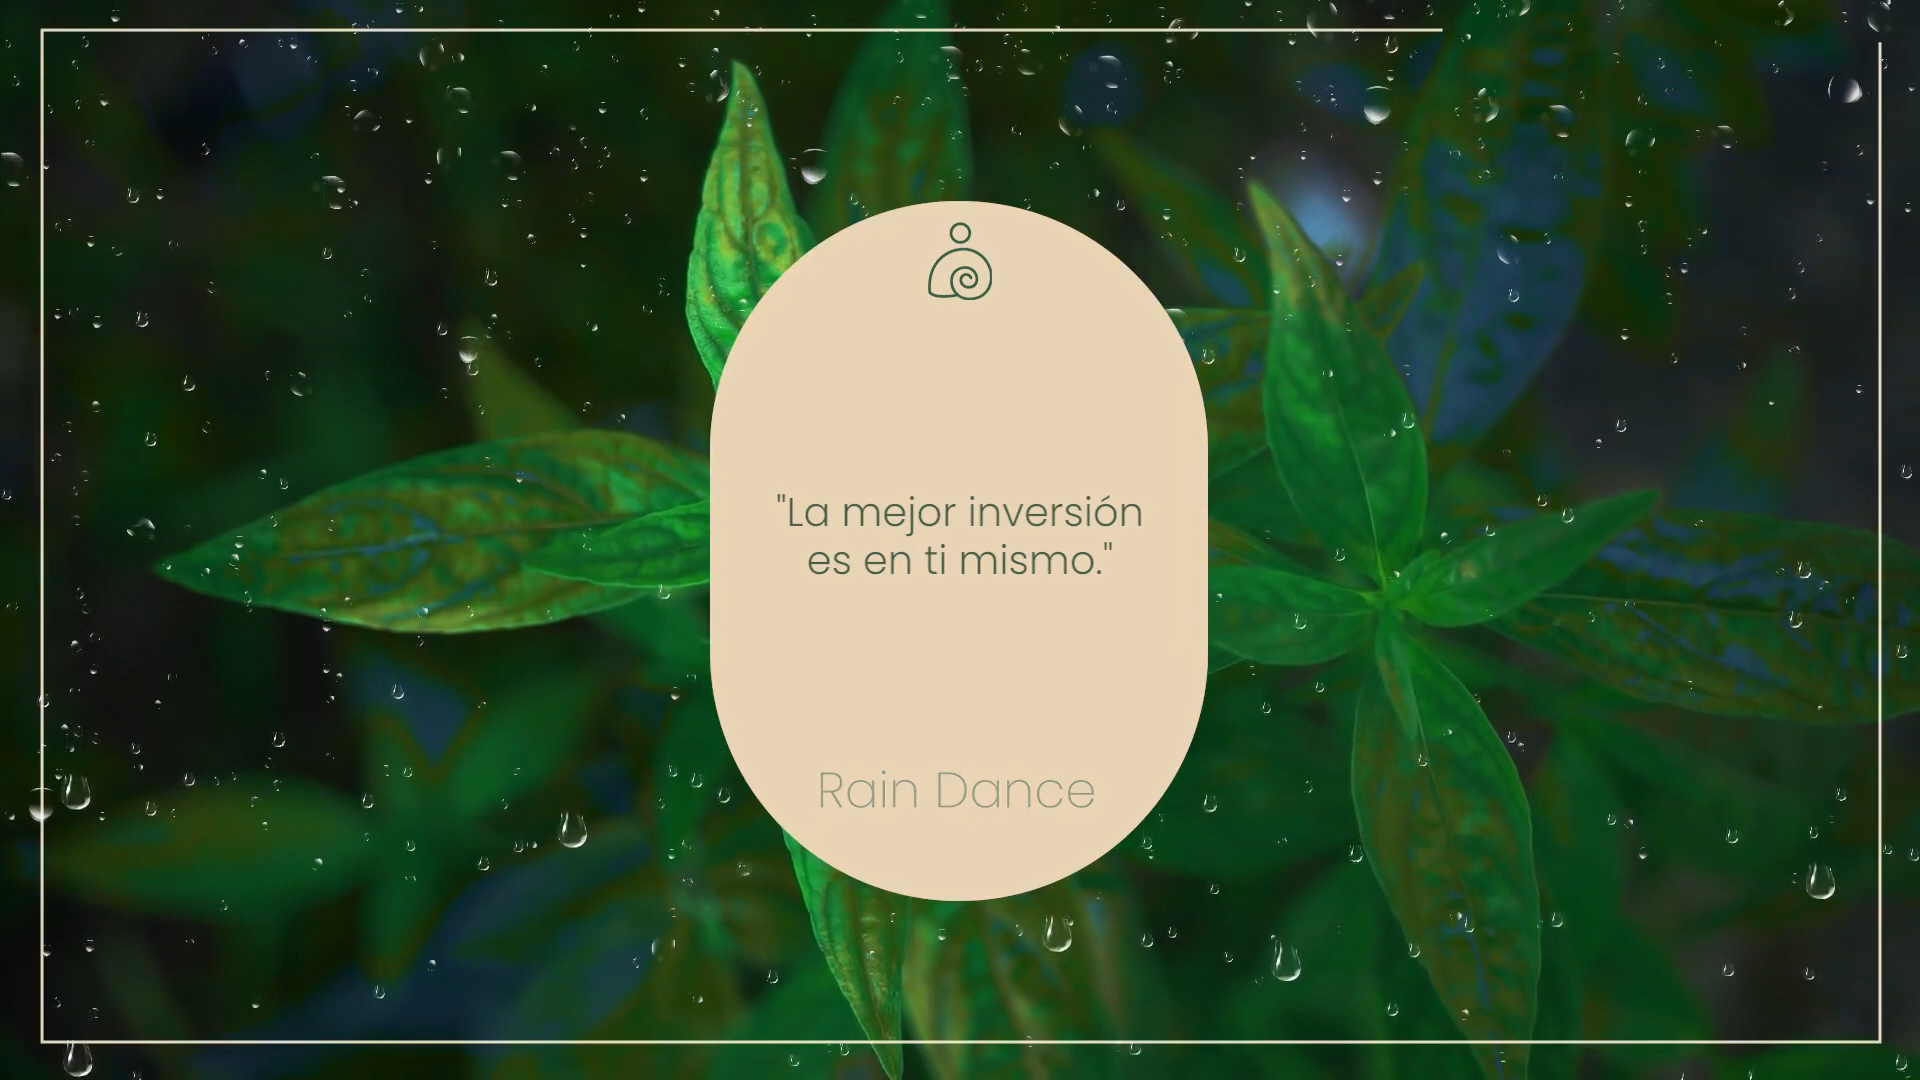 "La mejor inversión
es en ti mismo."
Rain Dance